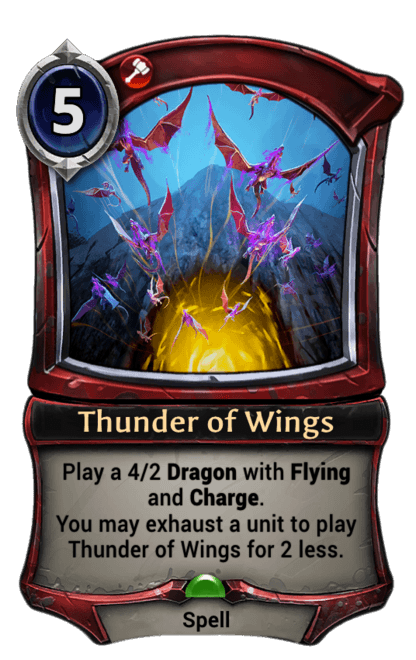 5
Thunder of Wings
Play a 4/2 Dragon with Flying
and Charge.
You may exhaust a unit to play
Thunder of Wings for 2 less.
Spell